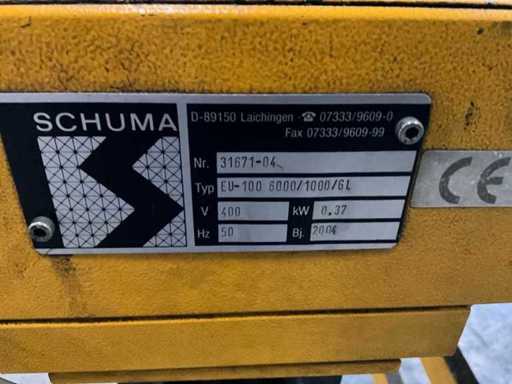 SCHUMA
D-89150 Laichingen · ☎ 07333/9609-0
Fax 07333/9609-99
Nr. 31671-04
Typ EU-100 6000/1000/GL
V 400 kW 0.37
Hz 50 Bj. 2004
CE